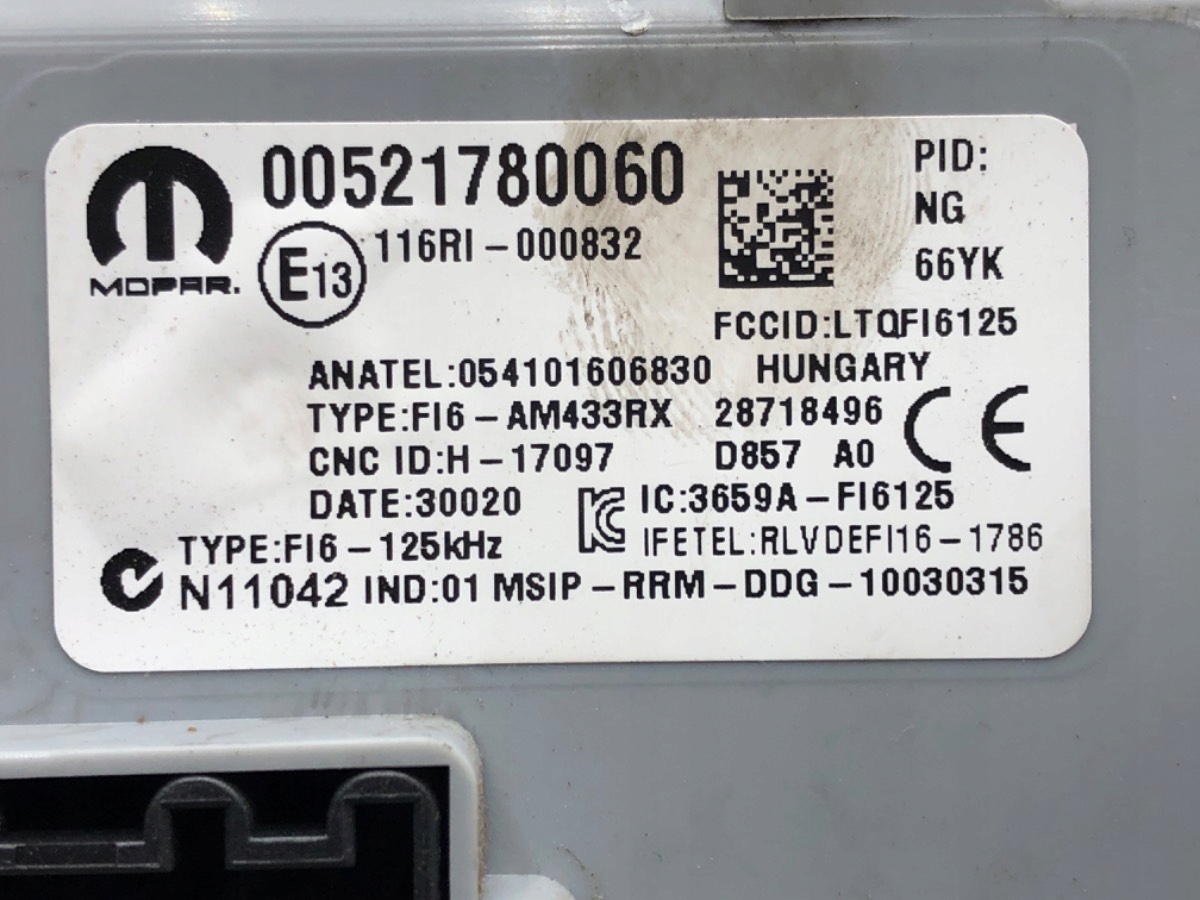 MOPAR.
00521780060
E13
116RI-000832
PID:
NG
66YK
FCCID:LTQFI6125
ANATEL:054101606830 HUNGARY
TYPE:FI6-AM433RX 28718496
CNC ID:H-17097 D857 A0
CE
DATE:30020 IC:3659A-FI6125
TYPE:FI6-125kHz IFETEL:RLVDEFI16-1786
N11042 IND:01 MSIP-RRM-DDG-10030315